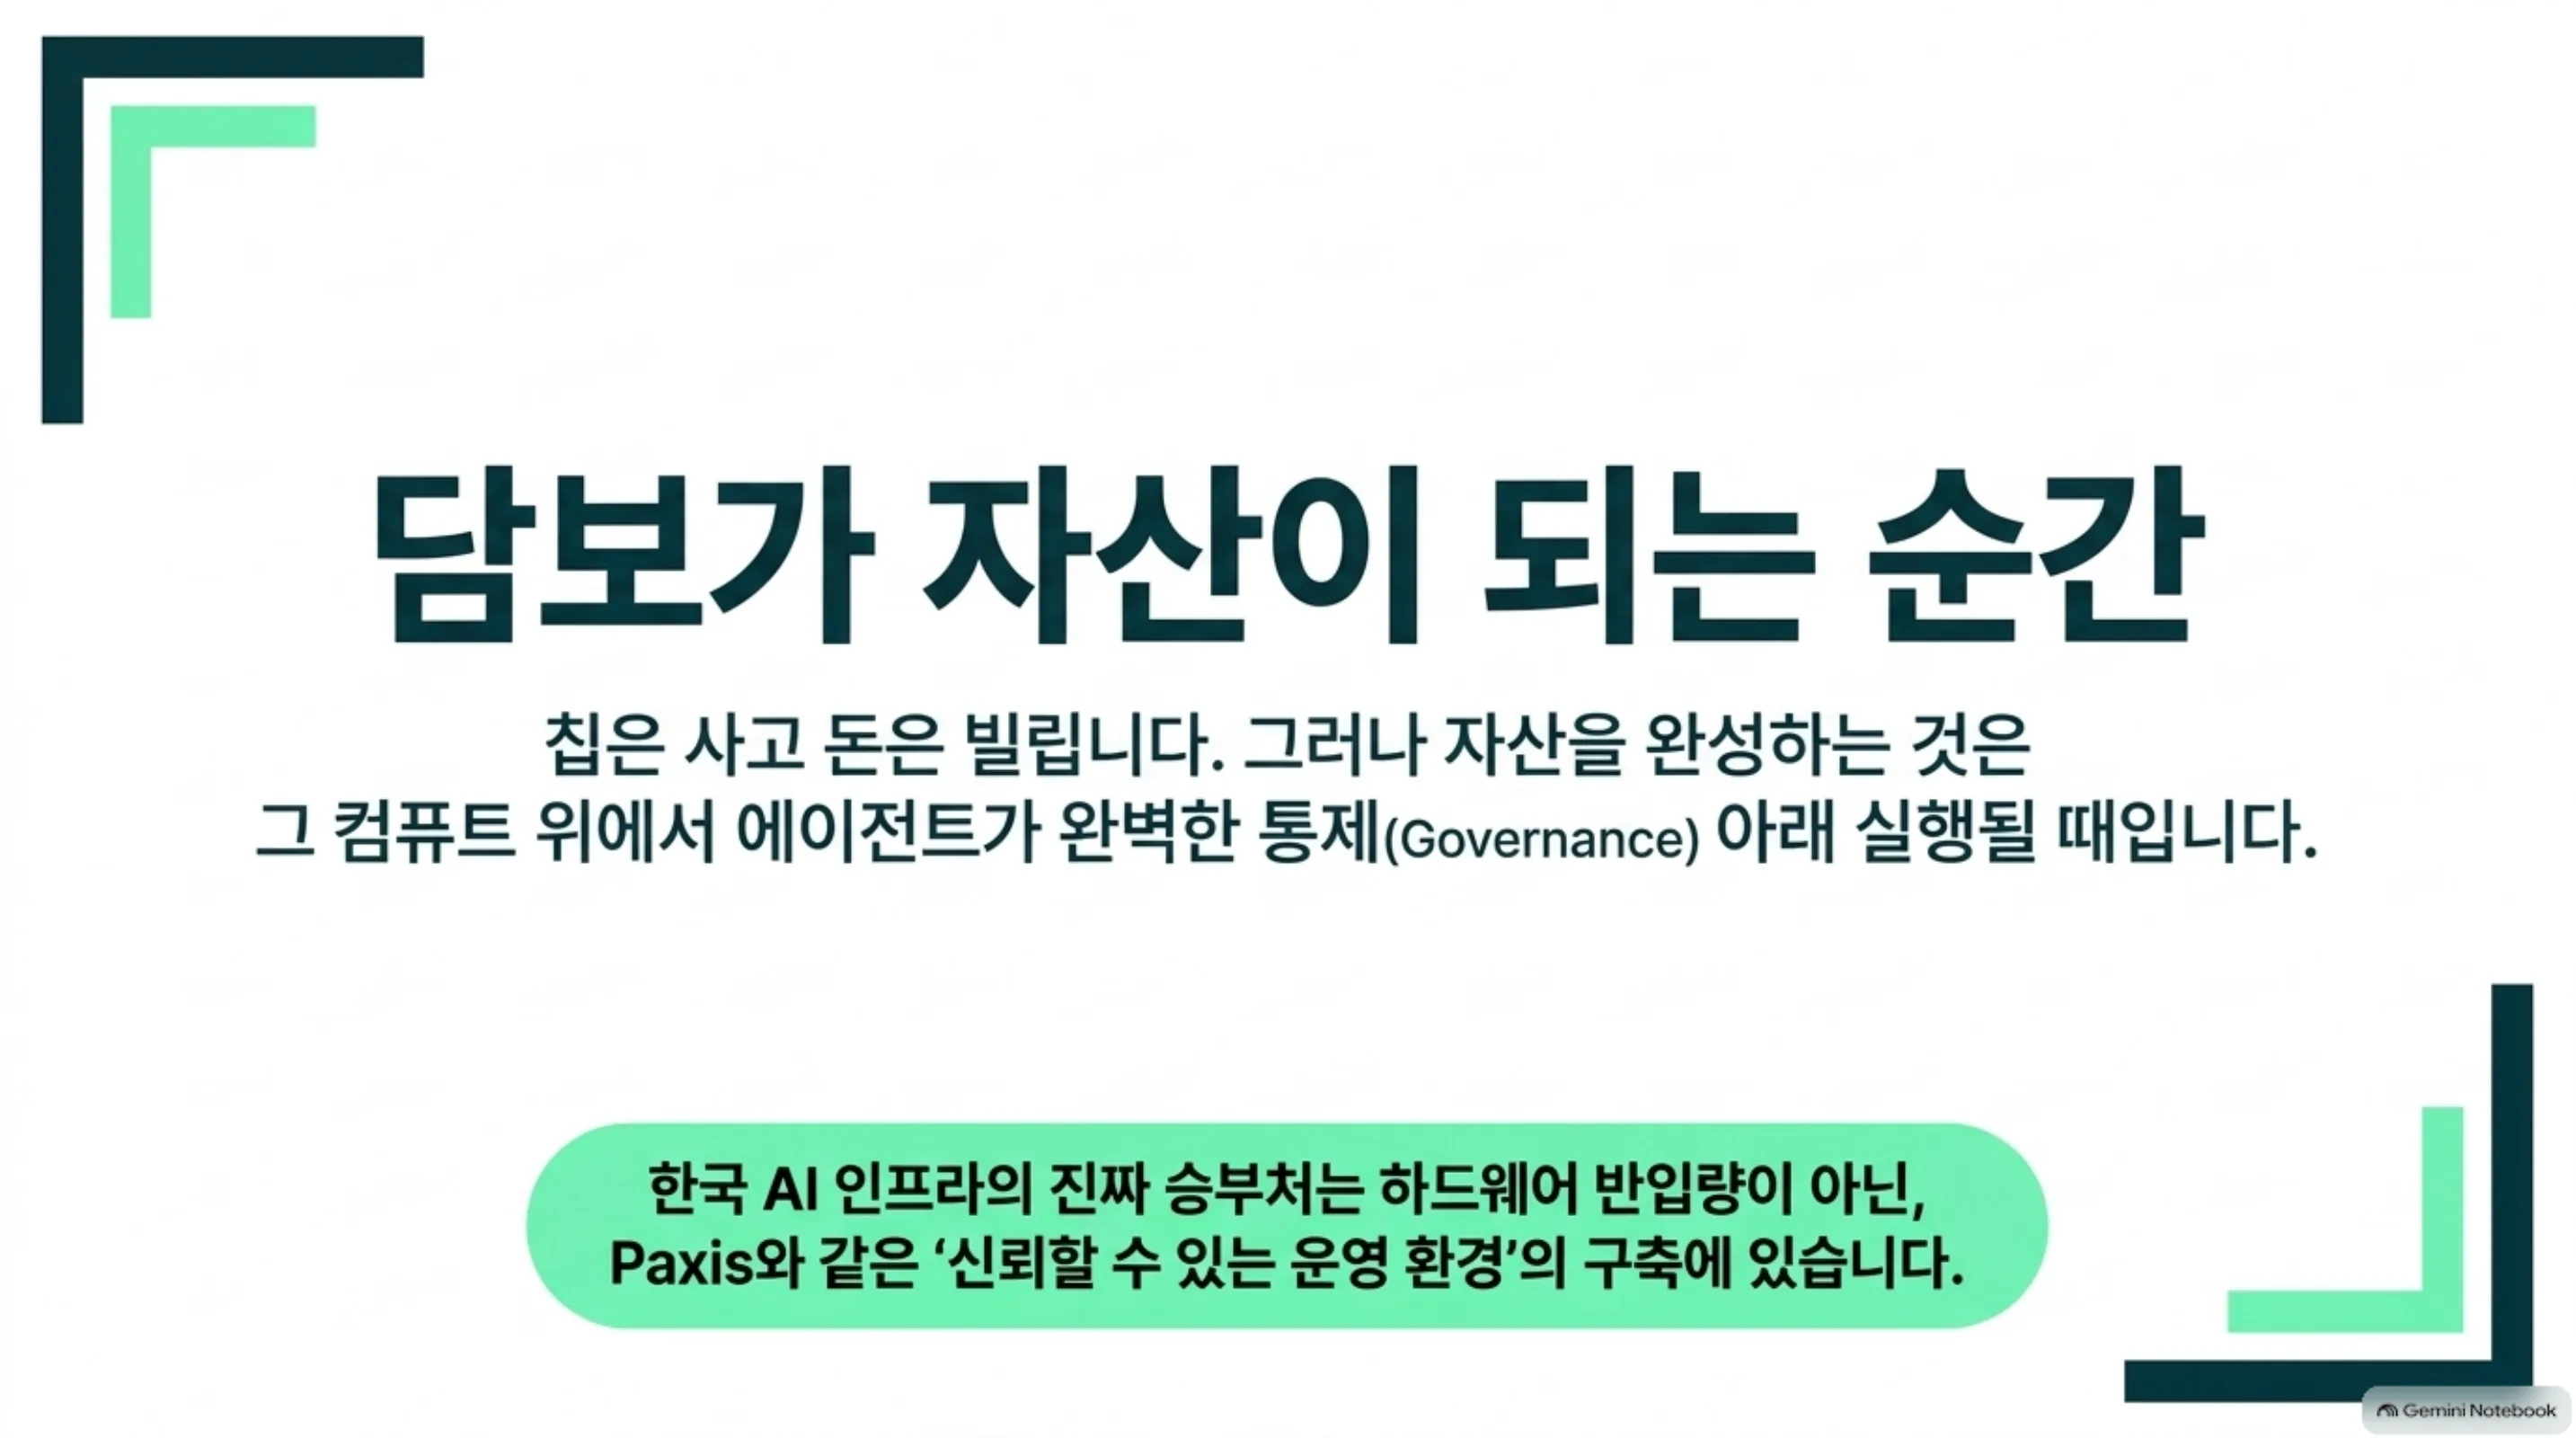 담보가 자산이 되는 순간
칩은 사고 돈은 빌립니다. 그러나 자산을 완성하는 것은
그 컴퓨트 위에서 에이전트가 완벽한 통제(Governance) 아래 실행될 때입니다.
한국 AI 인프라의 진짜 승부처는 하드웨어 반입량이 아닌,
Paxis와 같은 ‘신뢰할 수 있는 운영 환경’의 구축에 있습니다.
Gemini Notebook